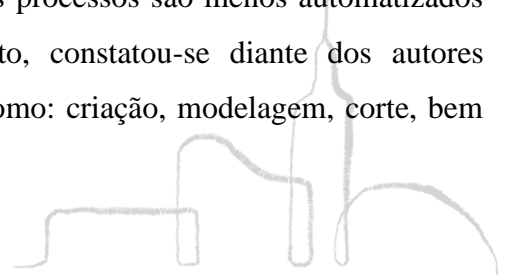 s processos são menos automatizados
to, constatou-se diante dos autores
omo: criação, modelagem, corte, bem